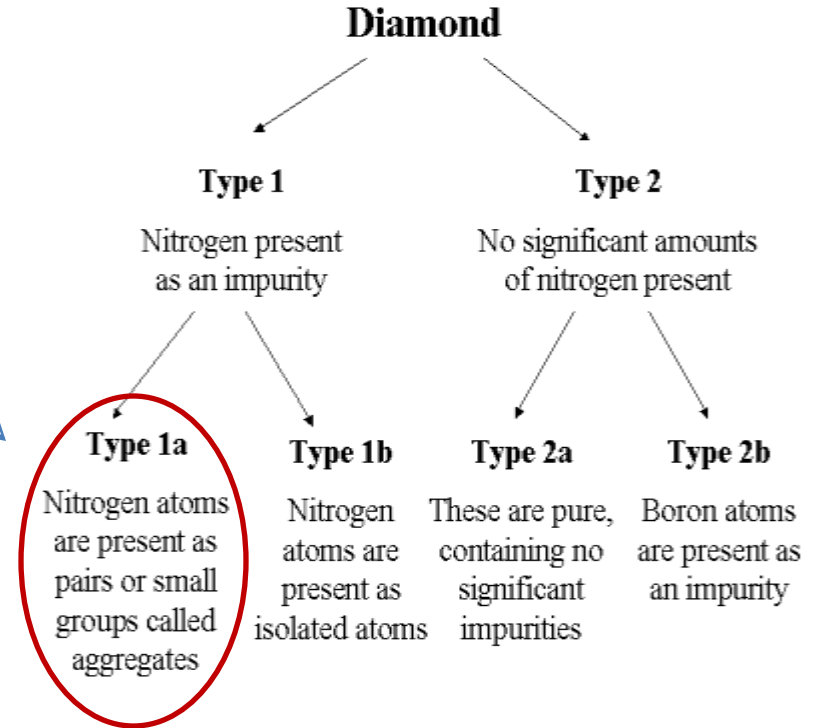 Diamond
Type 1
Type 2
Nitrogen present
as an impurity
No significant amounts
of nitrogen present
Type 1a
Nitrogen atoms
are present as
pairs or small
groups called
aggregates
Type 1b
Nitrogen
atoms are
present as
isolated atoms
Type 2a
These are pure,
containing no
significant
impurities
Type 2b
Boron atoms
are present as
an impurity